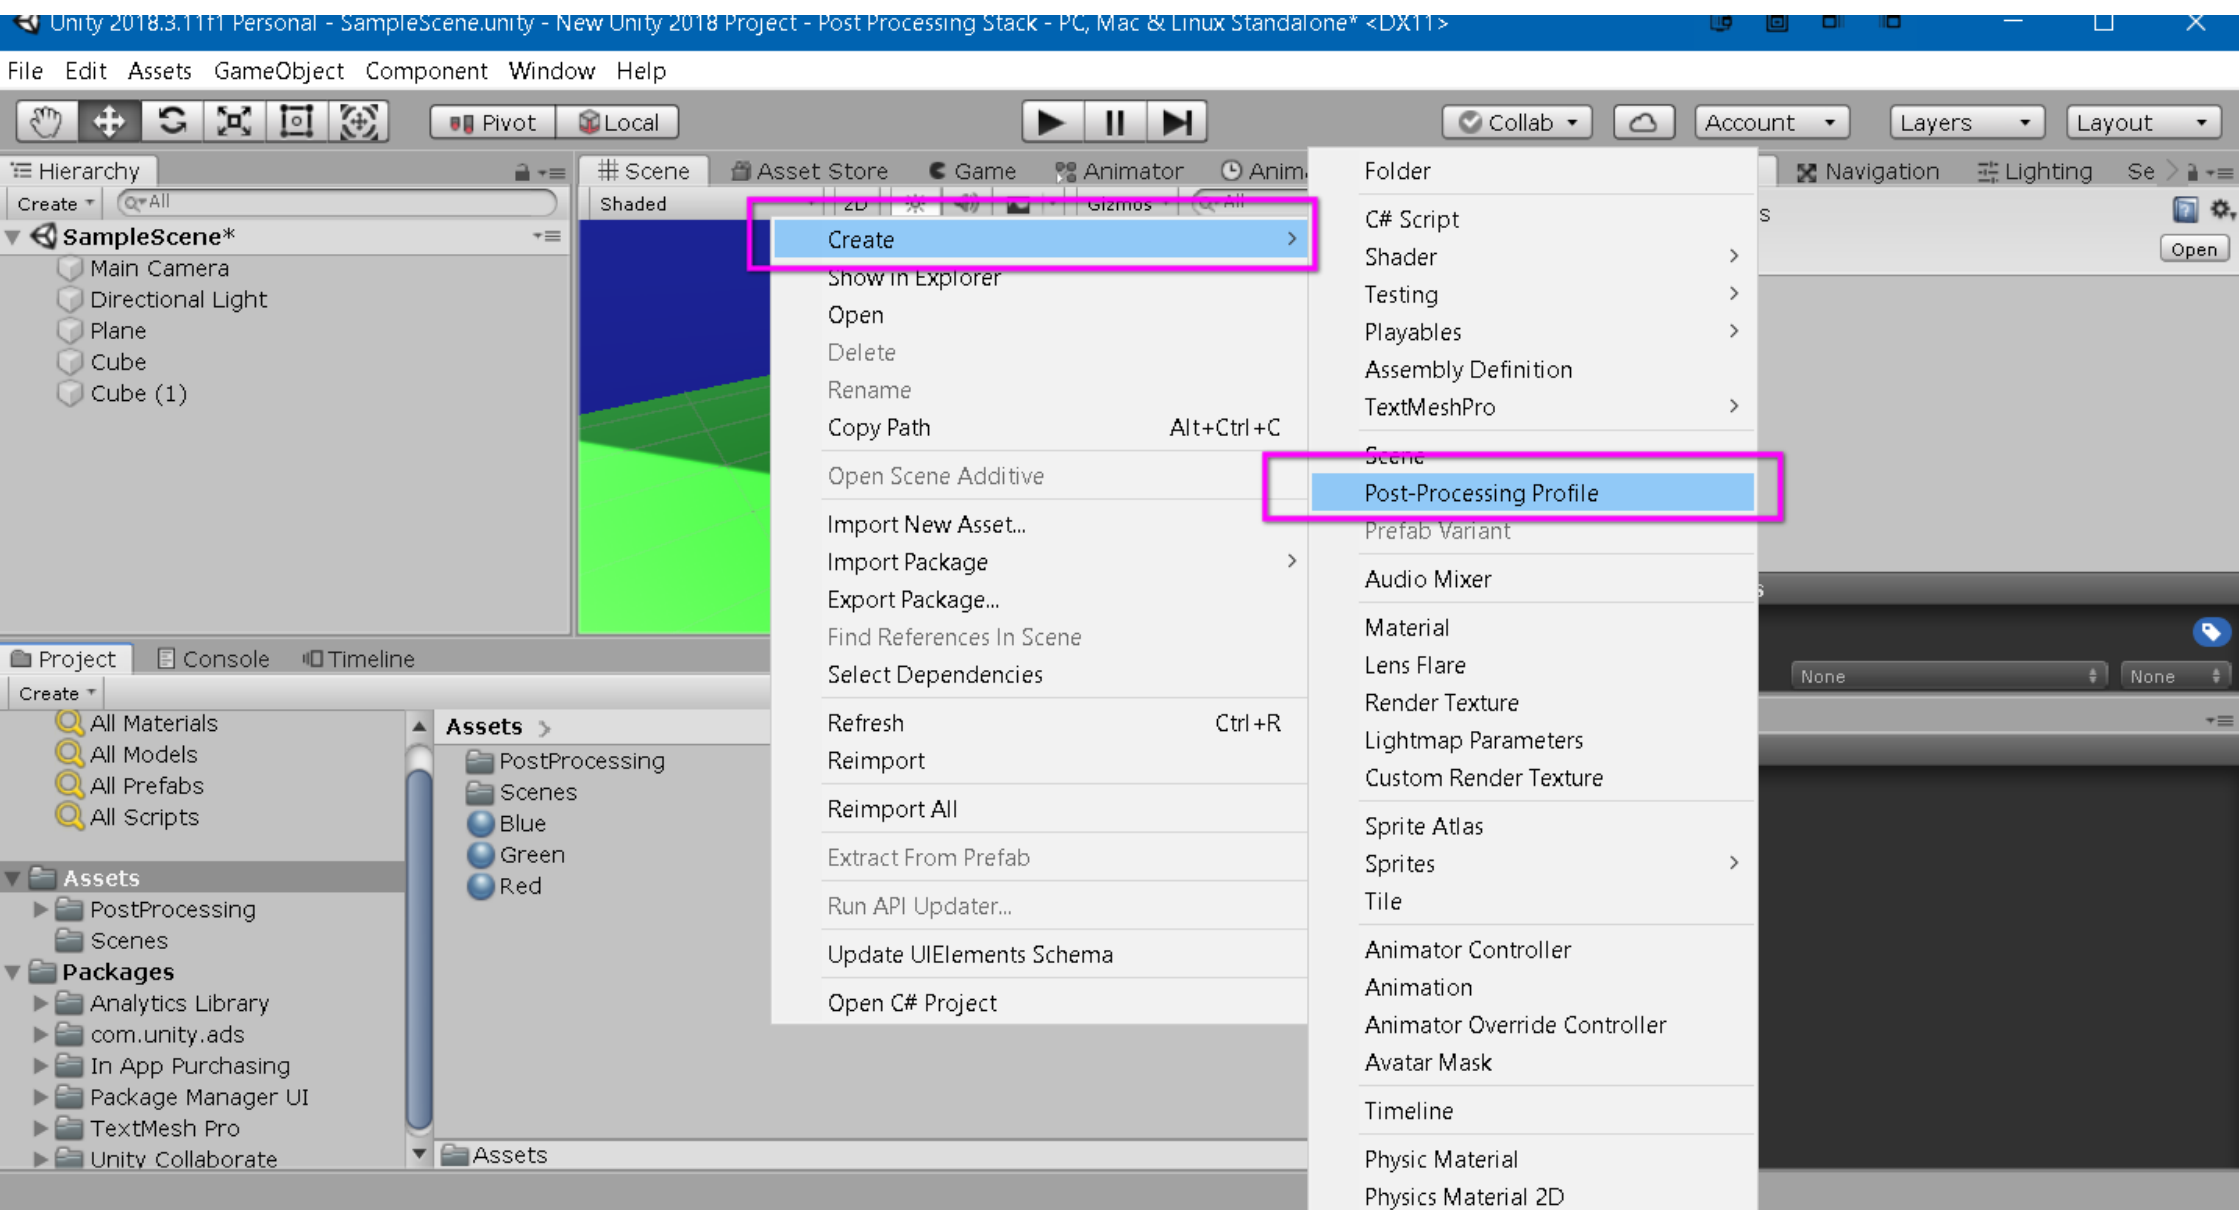 Unity 2018.3.11f1 Personal - SampleScene.unity - New Unity 2018 Project - Post Processing Stack - PC, Mac & Linux Standalone* <DX11>
File Edit Assets GameObject Component Window Help
Pivot Local Collab Account Layers Layout
Hierarchy
Create All
SampleScene*
Main Camera
Directional Light
Plane
Cube
Cube (1)
Scene Asset Store Game Animator Anim
Shaded 2D Gizmos All
Navigation Lighting Se
s
Open
Create
Show in Explorer
Open
Delete
Rename
Copy Path Alt+Ctrl+C
Open Scene Additive
Import New Asset...
Import Package
Export Package...
Find References In Scene
Select Dependencies
Refresh Ctrl+R
Reimport
Reimport All
Extract From Prefab
Run API Updater...
Update UIElements Schema
Open C# Project
Folder
C# Script
Shader
Testing
Playables
Assembly Definition
TextMeshPro
Scene
Post-Processing Profile
Prefab Variant
Audio Mixer
Material
Lens Flare
Render Texture
Lightmap Parameters
Custom Render Texture
Sprite Atlas
Sprites
Tile
Animator Controller
Animation
Animator Override Controller
Avatar Mask
Timeline
Physic Material
Physics Material 2D
None None
Project Console Timeline
Create
All Materials
All Models
All Prefabs
All Scripts
Assets
PostProcessing
Scenes
Packages
Analytics Library
com.unity.ads
In App Purchasing
Package Manager UI
TextMesh Pro
Unity Collaborate
Assets
PostProcessing
Scenes
Blue
Green
Red
Assets